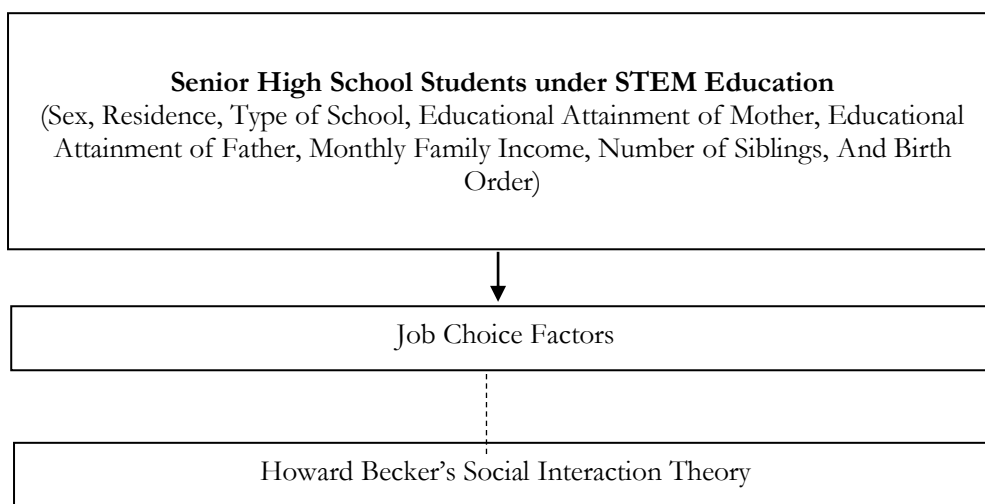 Senior High School Students under STEM Education
(Sex, Residence, Type of School, Educational Attainment of Mother, Educational
Attainment of Father, Monthly Family Income, Number of Siblings, And Birth
Order)
Job Choice Factors
Howard Becker’s Social Interaction Theory